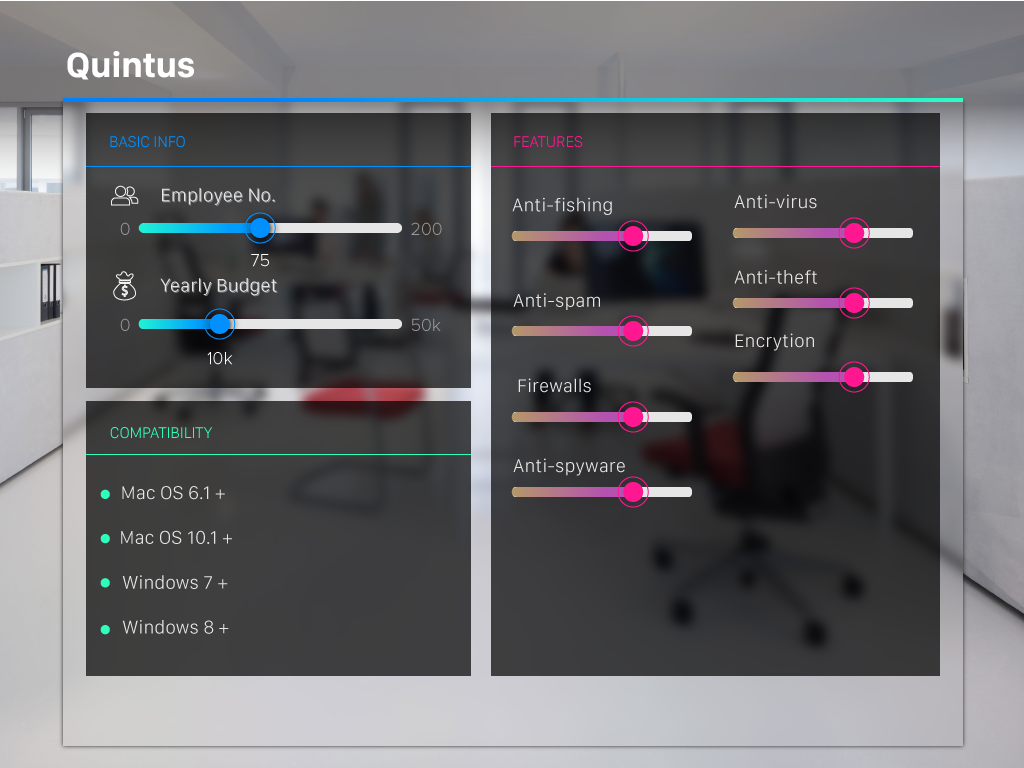 Quintus
BASIC INFO
Employee No.
0
200
75
$
Yearly Budget
0
50k
10k
COMPATIBILITY
Mac OS 6.1 +
Mac OS 10.1 +
Windows 7 +
Windows 8 +
FEATURES
Anti-fishing
Anti-virus
Anti-theft
Anti-spam
Encrytion
Firewalls
Anti-spyware